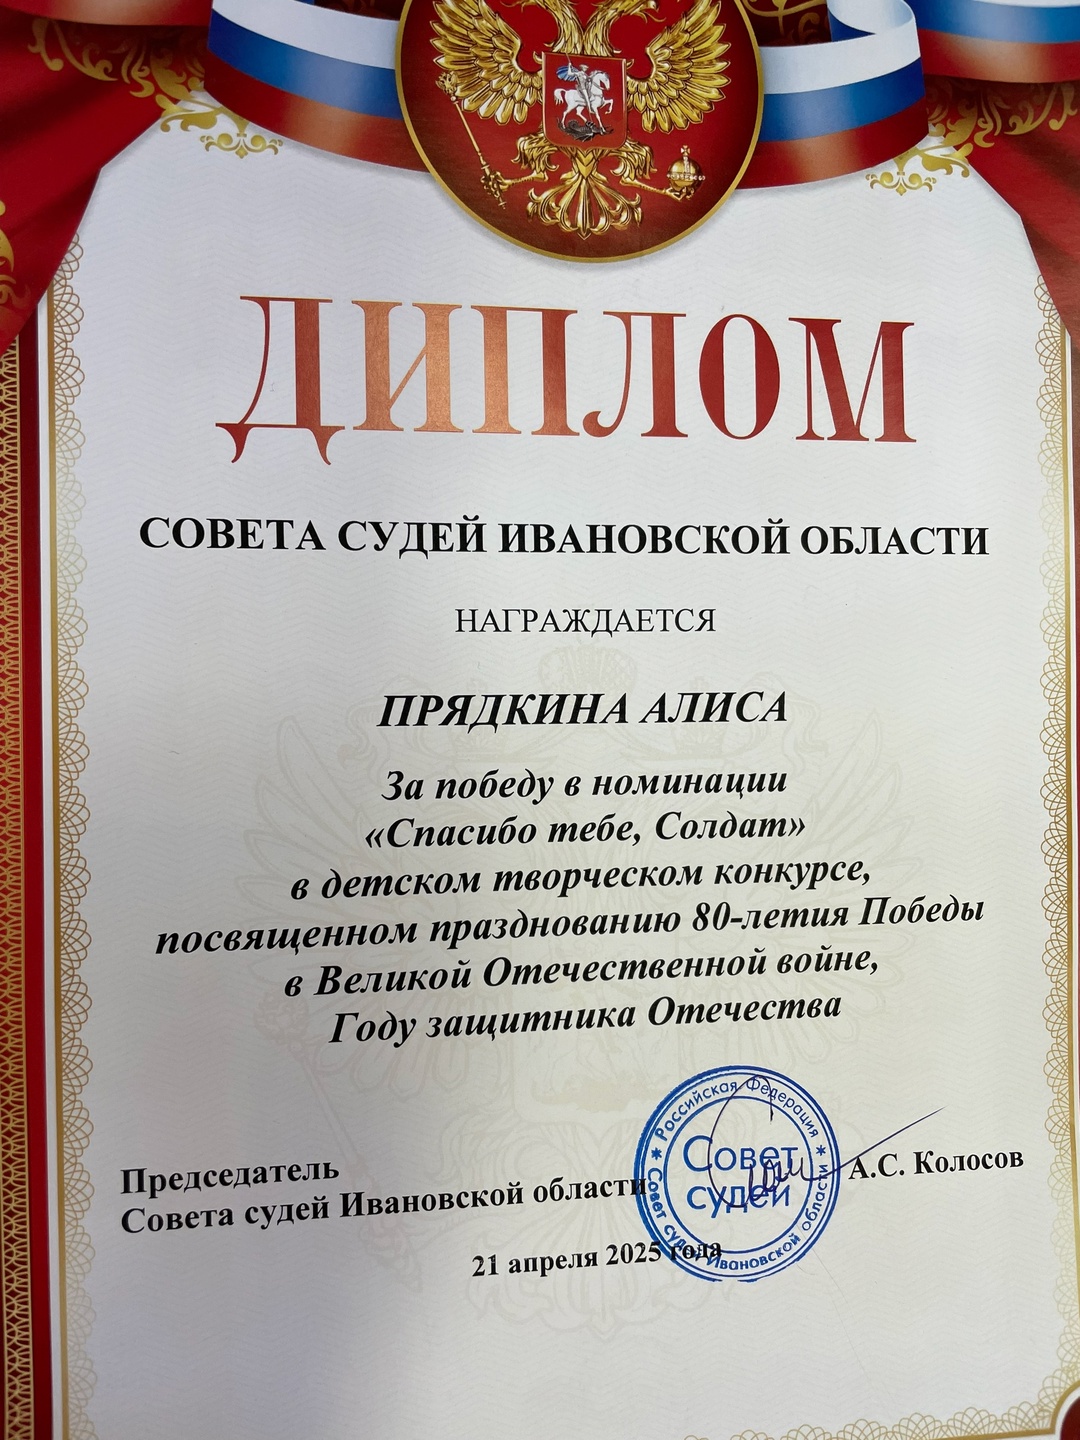 ДИПЛОМ
СОВЕТА СУДЕЙ ИВАНОВСКОЙ ОБЛАСТИ
НАГРАЖДАЕТСЯ
ПРЯДКИНА АЛИСА
За победу в номинации
«Спасибо тебе, Солдат»
в детском творческом конкурсе,
посвященном празднованию 80-летия Победы
в Великой Отечественной войне,
Году защитника Отечества
Председатель
Совета судей Ивановской области
А.С. Колосов
21 апреля 2025 года
Российская Федерация
Совет судей Ивановской области
Совет
судей